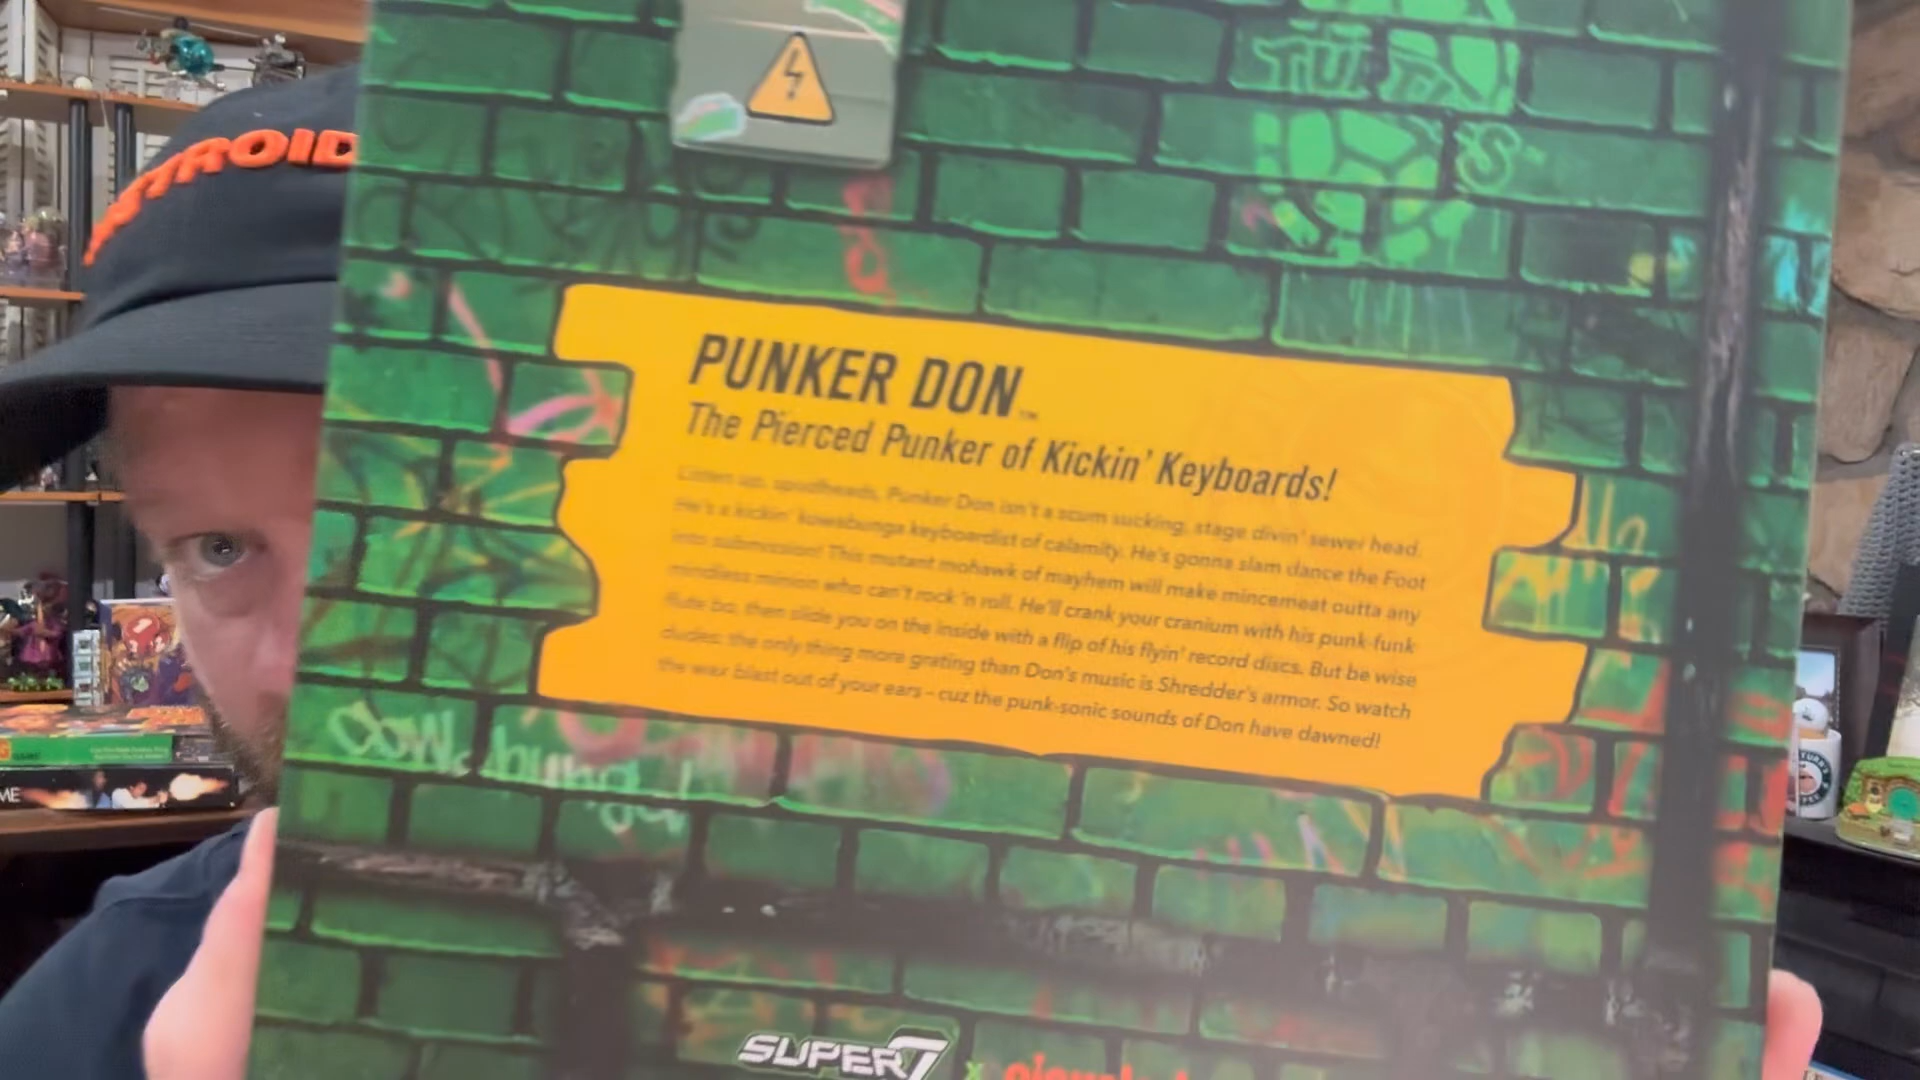 TURTLES
TROID
PUNKER DON™
The Pierced Punker of Kickin' Keyboards!
Listen up, spudheads, Punker Don isn't a scum sucking, stage divin' sewer head.
He's a kickin' kowabunga keyboardist of calamity. He's gonna slam dance the Foot
into submission! This mutant mohawk of mayhem will make mincemeat outta any
mindless minion who can't rock 'n roll. He'll crank your cranium with his punk funk
flute bo, then slide you on the inside with a flip of his flyin' record discs. But be wise
dudes: the only thing more grating than Don's music is Shredder's armor. So watch
the wax blast out of your ears - cuz the punk-sonic sounds of Don have dawned!
SUPER7 x